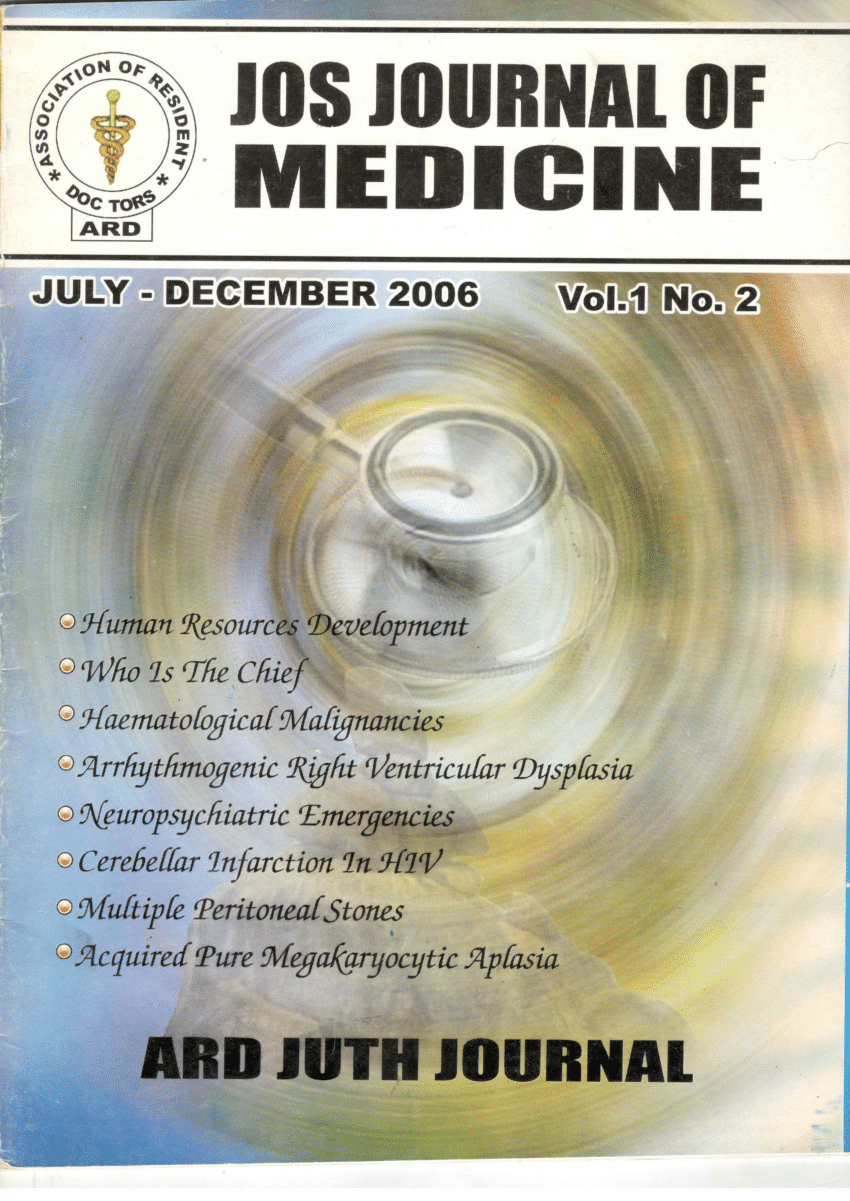 * ASSOCIATION OF RESIDENT *
DOC TORS
ARD
JOS JOURNAL OF
MEDICINE
JULY - DECEMBER 2006 Vol.1 No. 2
Human Resources Development
Who Is The Chief
Haematological Malignancies
Arrhythmogenic Right Ventricular Dysplasia
Neuropsychiatric Emergencies
Cerebellar Infarction In HIV
Multiple Peritoneal Stones
Acquired Pure Megakaryocytic Aplasia
ARD JUTH JOURNAL